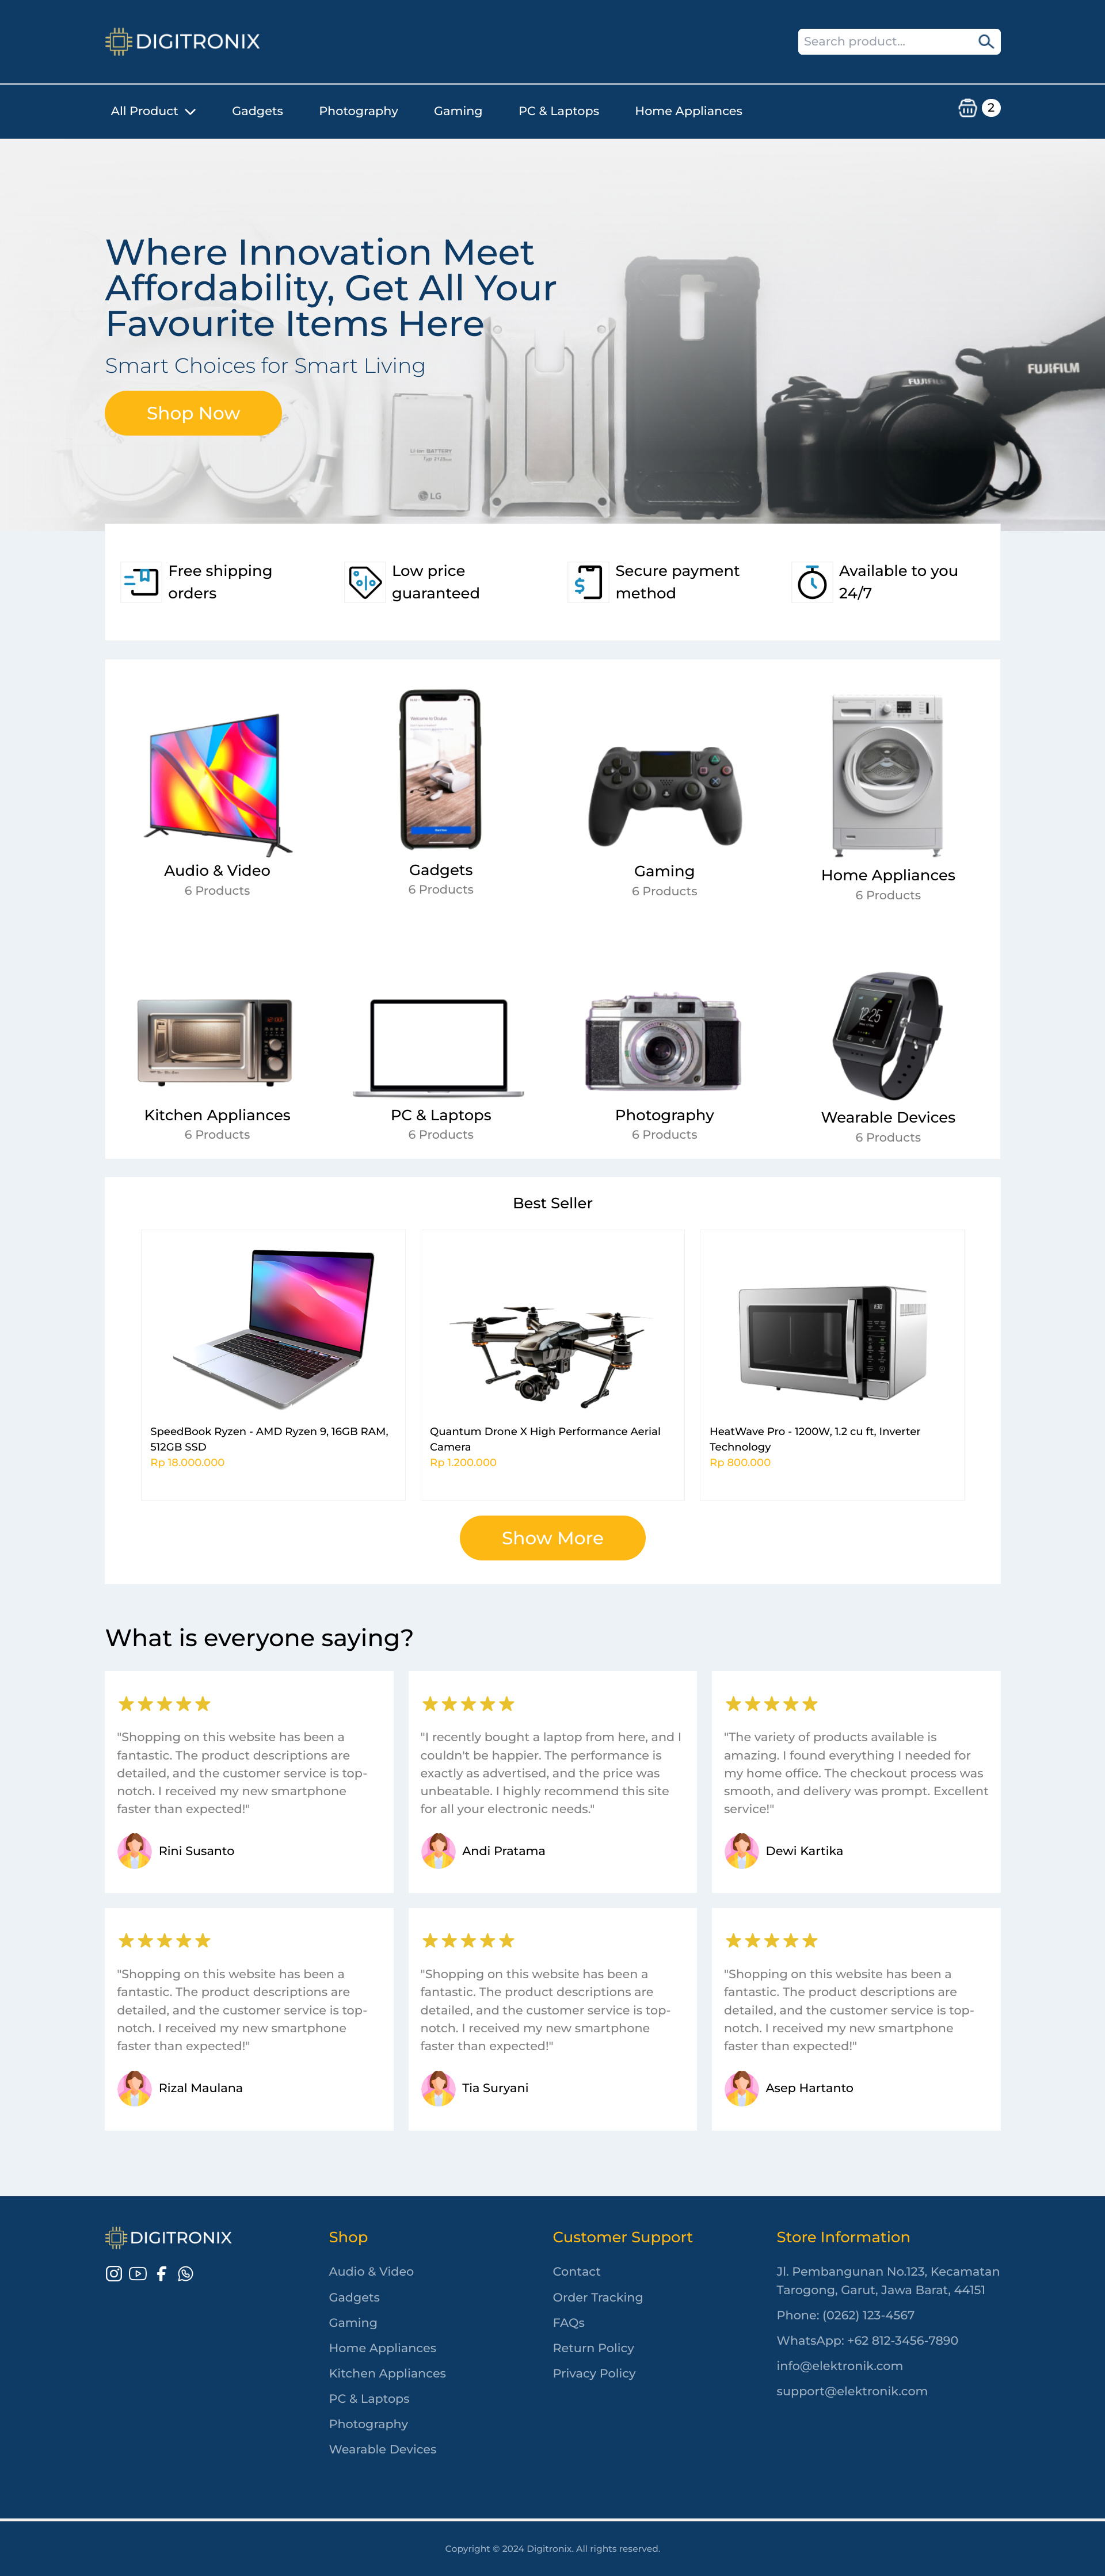 DIGITRONIX
Search product...
All Product
Gadgets
Photography
Gaming
PC & Laptops
Home Appliances
2
Where Innovation Meet
Affordability, Get All Your
Favourite Items Here
Smart Choices for Smart Living
Shop Now
Li-ion BATTERY
LG
FUJIFILM
FUJIFILM
Free shipping
orders
Low price
guaranteed
Secure payment
method
Available to you
24/7
Audio & Video
6 Products
Gadgets
6 Products
Gaming
6 Products
Home Appliances
6 Products
12:25
Kitchen Appliances
6 Products
PC & Laptops
6 Products
Photography
6 Products
Wearable Devices
6 Products
Best Seller
SpeedBook Ryzen - AMD Ryzen 9, 16GB RAM,
512GB SSD
Rp 18.000.000
Quantum Drone X High Performance Aerial
Camera
Rp 1.200.000
HeatWave Pro - 1200W, 1.2 cu ft, Inverter
Technology
Rp 800.000
Show More
What is everyone saying?
"Shopping on this website has been a
fantastic. The product descriptions are
detailed, and the customer service is top-
notch. I received my new smartphone
faster than expected!"
Rini Susanto
"I recently bought a laptop from here, and I
couldn't be happier. The performance is
exactly as advertised, and the price was
unbeatable. I highly recommend this site
for all your electronic needs."
Andi Pratama
"The variety of products available is
amazing. I found everything I needed for
my home office. The checkout process was
smooth, and delivery was prompt. Excellent
service!"
Dewi Kartika
"Shopping on this website has been a
fantastic. The product descriptions are
detailed, and the customer service is top-
notch. I received my new smartphone
faster than expected!"
Rizal Maulana
"Shopping on this website has been a
fantastic. The product descriptions are
detailed, and the customer service is top-
notch. I received my new smartphone
faster than expected!"
Tia Suryani
"Shopping on this website has been a
fantastic. The product descriptions are
detailed, and the customer service is top-
notch. I received my new smartphone
faster than expected!"
Asep Hartanto
DIGITRONIX
Shop
Audio & Video
Gadgets
Gaming
Home Appliances
Kitchen Appliances
PC & Laptops
Photography
Wearable Devices
Customer Support
Contact
Order Tracking
FAQs
Return Policy
Privacy Policy
Store Information
Jl. Pembangunan No.123, Kecamatan
Tarogong, Garut, Jawa Barat, 44151
Phone: (0262) 123-4567
WhatsApp: +62 812-3456-7890
info@elektronik.com
support@elektronik.com
Copyright © 2024 Digitronix. All rights reserved.